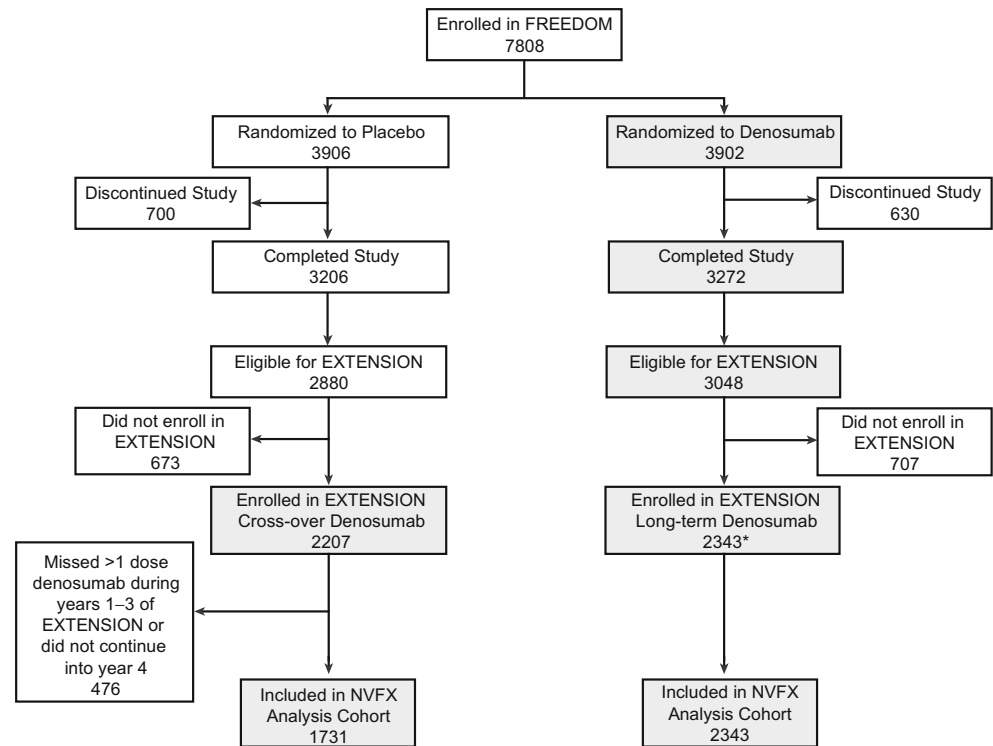 Enrolled in FREEDOM
7808
Randomized to Placebo
3906
Randomized to Denosumab
3902
Discontinued Study
700
Discontinued Study
630
Completed Study
3206
Completed Study
3272
Eligible for EXTENSION
2880
Eligible for EXTENSION
3048
Did not enroll in
EXTENSION
673
Did not enroll in
EXTENSION
707
Enrolled in EXTENSION
Cross-over Denosumab
2207
Enrolled in EXTENSION
Long-term Denosumab
2343*
Missed >1 dose
denosumab during
years 1–3 of
EXTENSION or
did not continue
into year 4
476
Included in NVFX
Analysis Cohort
1731
Included in NVFX
Analysis Cohort
2343